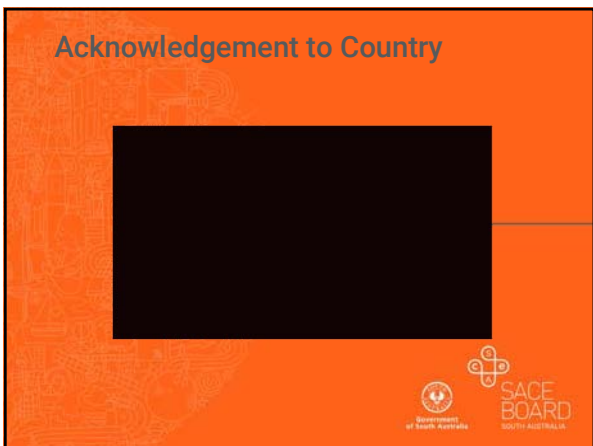 Acknowledgement to Country
S
C E
A
Government
of South Australia
SACE
BOARD
SOUTH AUSTRALIA